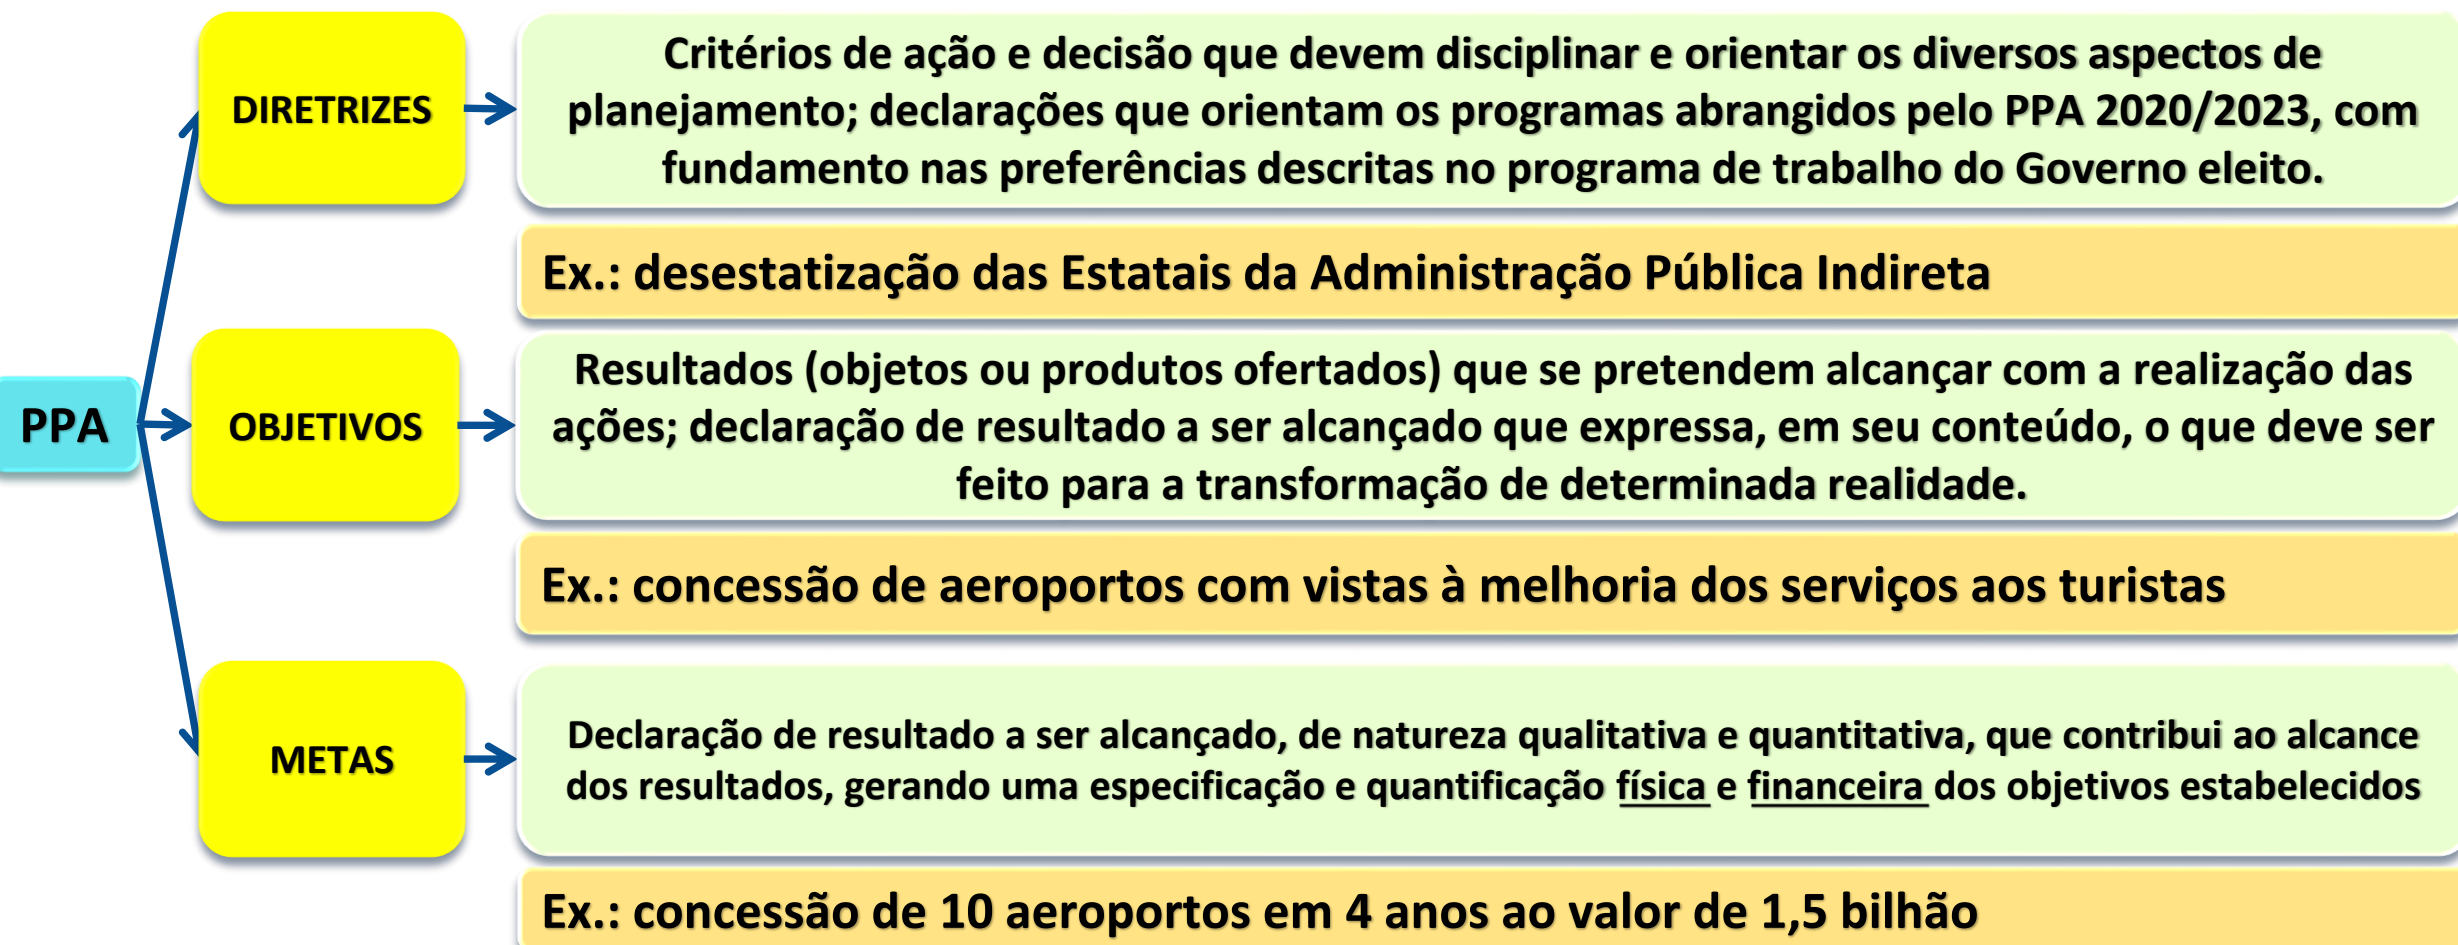 DIRETRIZES
Critérios de ação e decisão que devem disciplinar e orientar os diversos aspectos de
planejamento; declarações que orientam os programas abrangidos pelo PPA 2020/2023, com
fundamento nas preferências descritas no programa de trabalho do Governo eleito.
Ex.: desestatização das Estatais da Administração Pública Indireta
PPA
OBJETIVOS
Resultados (objetos ou produtos ofertados) que se pretendem alcançar com a realização das
ações; declaração de resultado a ser alcançado que expressa, em seu conteúdo, o que deve ser
feito para a transformação de determinada realidade.
Ex.: concessão de aeroportos com vistas à melhoria dos serviços aos turistas
METAS
Declaração de resultado a ser alcançado, de natureza qualitativa e quantitativa, que contribui ao alcance
dos resultados, gerando uma especificação e quantificação física e financeira dos objetivos estabelecidos
Ex.: concessão de 10 aeroportos em 4 anos ao valor de 1,5 bilhão